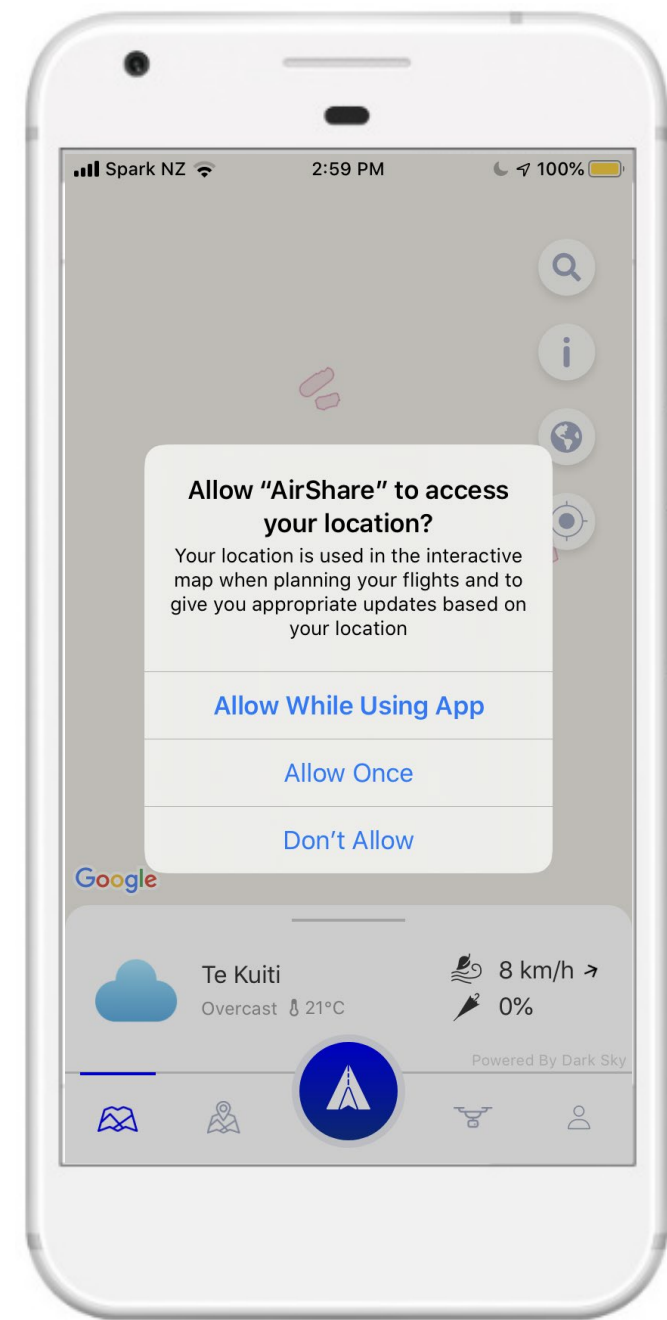 Spark NZ 2:59 PM 100%
Allow “AirShare” to access
your location?
Your location is used in the interactive
map when planning your flights and to
give you appropriate updates based on
your location
Allow While Using App
Allow Once
Don’t Allow
Google
Te Kuiti 8 km/h
Overcast 21°C 0%
Powered By Dark Sky